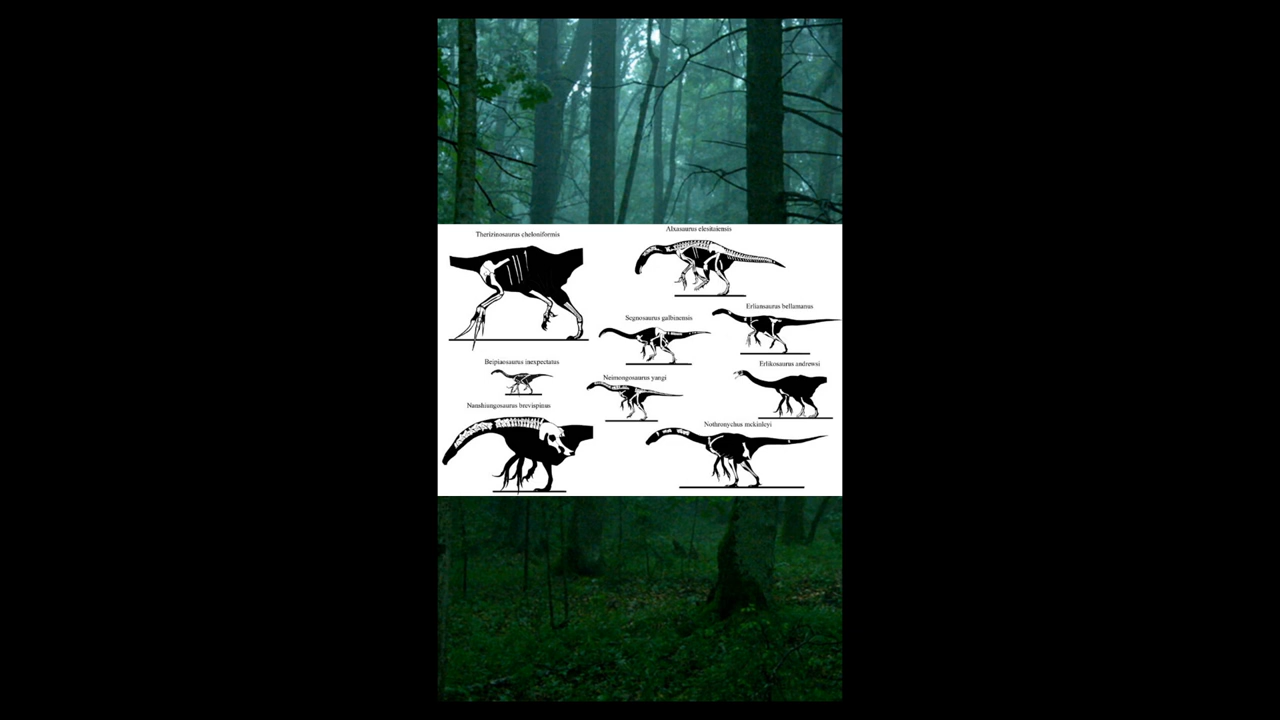 Therizinosaurus cheloniformis
Alxasaurus elesitaiensis
Erliansaurus bellamanus
Segnosaurus galbinensis
Beipiaosaurus inexpectatus
Erlikosaurus andrewsi
Neimongosaurus yangi
Nanshiungosaurus brevispinus
Nothronychus mckinleyi